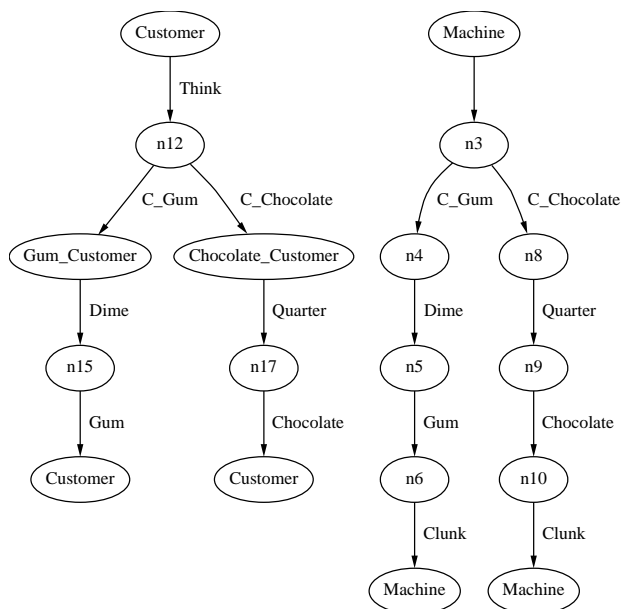 Customer
Machine
Think
n12
n3
C_Gum
C_Chocolate
C_Gum
C_Chocolate
Gum_Customer
Chocolate_Customer
n4
n8
Dime
Quarter
Dime
Quarter
n15
n17
n5
n9
Gum
Chocolate
Gum
Chocolate
Customer
Customer
n6
n10
Clunk
Clunk
Machine
Machine